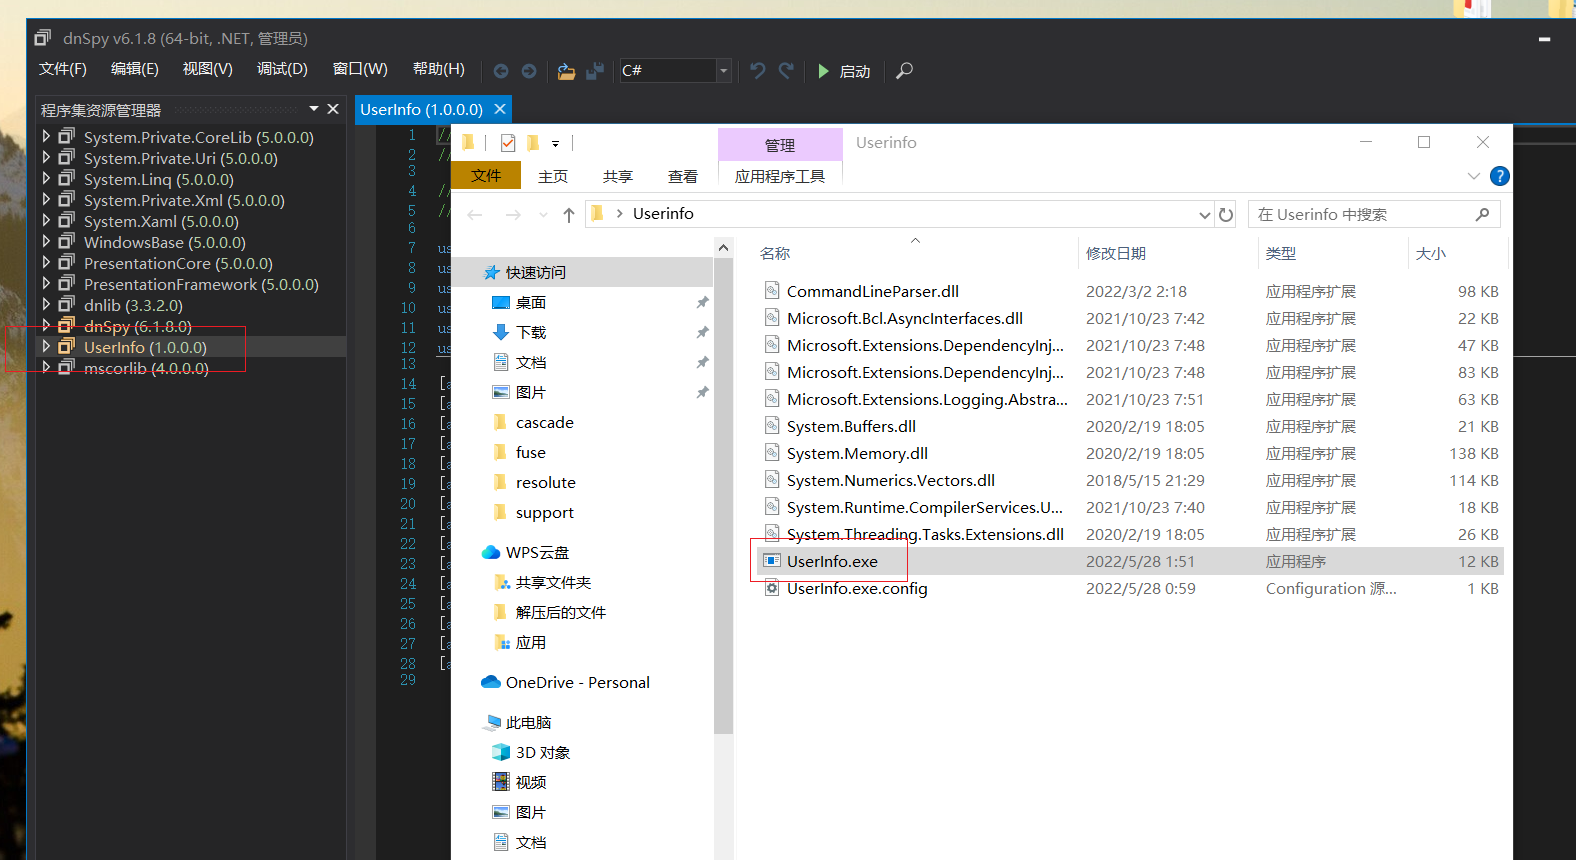 dnSpy v6.1.8 (64-bit, .NET, 管理员)
文件(F) 编辑(E) 视图(V) 调试(D) 窗口(W) 帮助(H) C# 启动
程序集资源管理器
System.Private.CoreLib (5.0.0.0)
System.Private.Uri (5.0.0.0)
System.Linq (5.0.0.0)
System.Private.Xml (5.0.0.0)
System.Xaml (5.0.0.0)
WindowsBase (5.0.0.0)
PresentationCore (5.0.0.0)
PresentationFramework (5.0.0.0)
dnlib (3.3.2.0)
dnSpy (6.1.8.0)
UserInfo (1.0.0.0)
mscorlib (4.0.0.0)
UserInfo (1.0.0.0)
1 //
2 //
3
4 //
5 //
6
7 us
8 us
9 us
10 us
11 us
12 us
13
14 [a
15 [a
16 [a
17 [a
18 [a
19 [a
20 [a
21 [a
22 [a
23 [a
24 [a
25 [a
26 [a
27 [a
28 [a
29
管理 Userinfo
文件 主页 共享 查看 应用程序工具
Userinfo
在 Userinfo 中搜索
快速访问
桌面
下载
文档
图片
cascade
fuse
resolute
support
WPS云盘
共享文件夹
解压后的文件
应用
OneDrive - Personal
此电脑
3D 对象
视频
图片
文档
名称 修改日期 类型 大小
CommandLineParser.dll 2022/3/2 2:18 应用程序扩展 98 KB
Microsoft.Bcl.AsyncInterfaces.dll 2021/10/23 7:42 应用程序扩展 22 KB
Microsoft.Extensions.DependencyInj... 2021/10/23 7:48 应用程序扩展 47 KB
Microsoft.Extensions.DependencyInj... 2021/10/23 7:48 应用程序扩展 83 KB
Microsoft.Extensions.Logging.Abstra... 2021/10/23 7:51 应用程序扩展 63 KB
System.Buffers.dll 2020/2/19 18:05 应用程序扩展 21 KB
System.Memory.dll 2020/2/19 18:05 应用程序扩展 138 KB
System.Numerics.Vectors.dll 2018/5/15 21:29 应用程序扩展 114 KB
System.Runtime.CompilerServices.U... 2021/10/23 7:40 应用程序扩展 18 KB
System.Threading.Tasks.Extensions.dll 2020/2/19 18:05 应用程序扩展 26 KB
UserInfo.exe 2022/5/28 1:51 应用程序 12 KB
UserInfo.exe.config 2022/5/28 0:59 Configuration 源... 1 KB